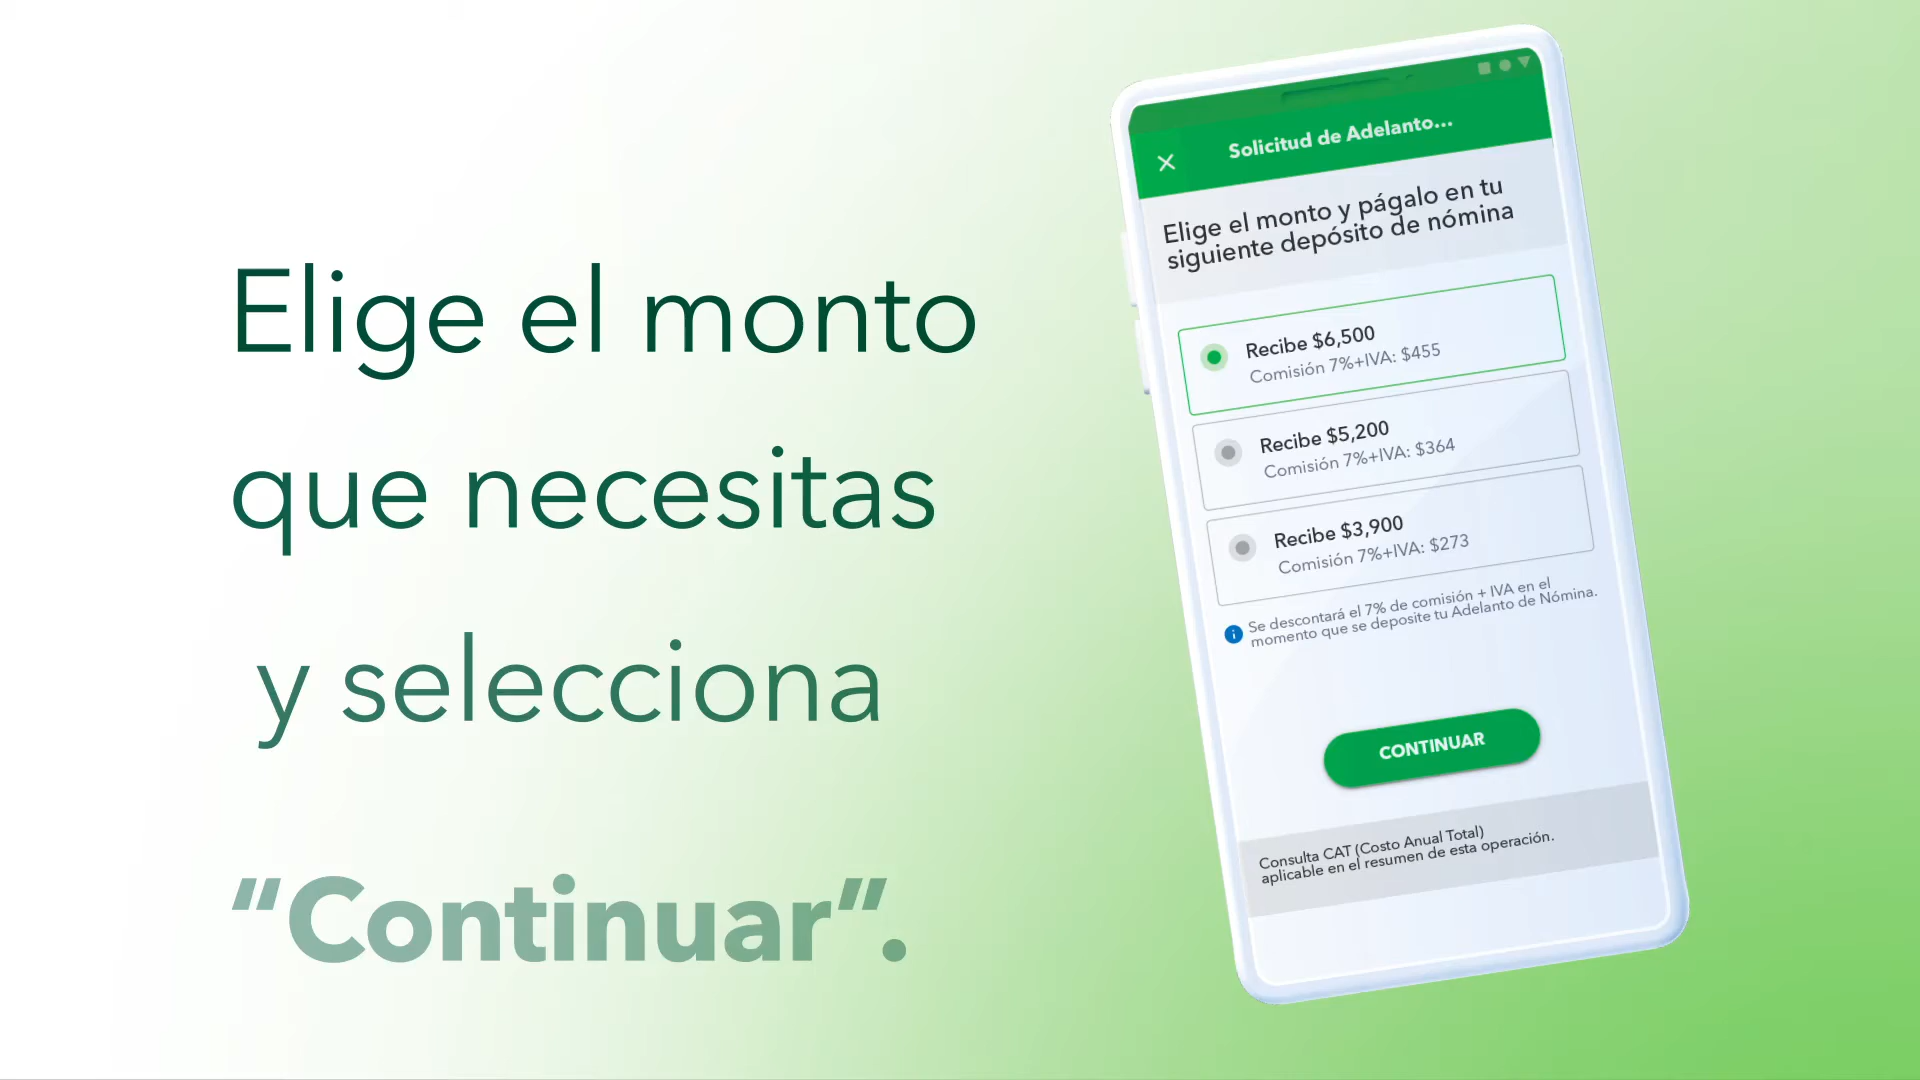 Elige el monto
que necesitas
y selecciona
“Continuar”.
Solicitud de Adelanto...
Elige el monto y págalo en tu
siguiente depósito de nómina
Recibe $6,500
Comisión 7%+IVA: $455
Recibe $5,200
Comisión 7%+IVA: $364
Recibe $3,900
Comisión 7%+IVA: $273
Se descontará el 7% de comisión + IVA en el
momento que se deposite tu Adelanto de Nómina.
CONTINUAR
Consulta CAT (Costo Anual Total)
aplicable en el resumen de esta operación.